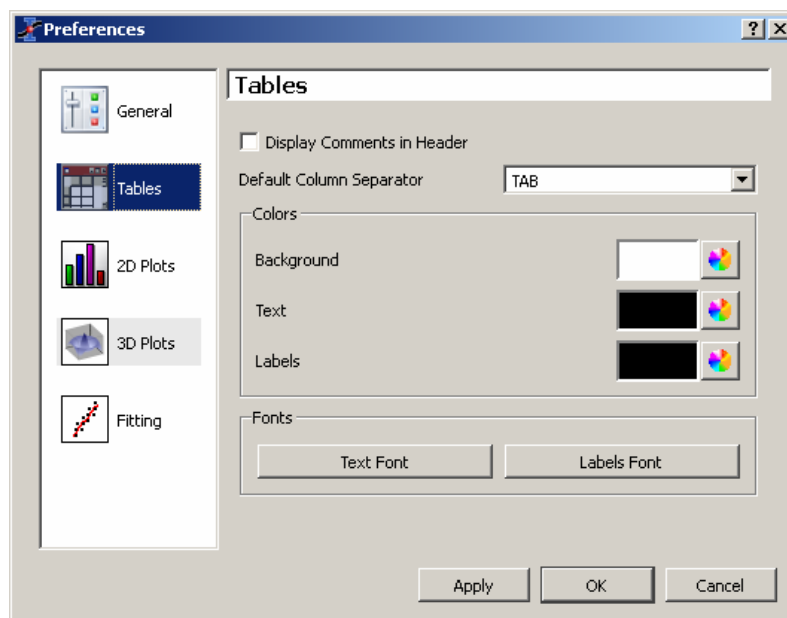 Preferences
General
Tables
2D Plots
3D Plots
Fitting
Tables
Display Comments in Header
Default Column Separator TAB
Colors
Background
Text
Labels
Fonts
Text Font Labels Font
Apply OK Cancel